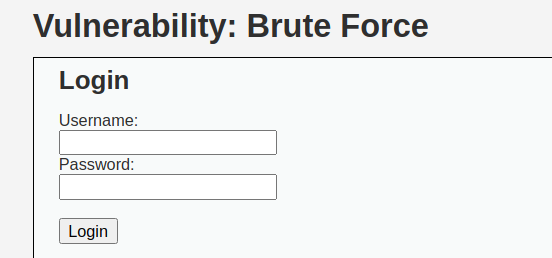 Vulnerability: Brute Force
Login
Username:
Password:
Login